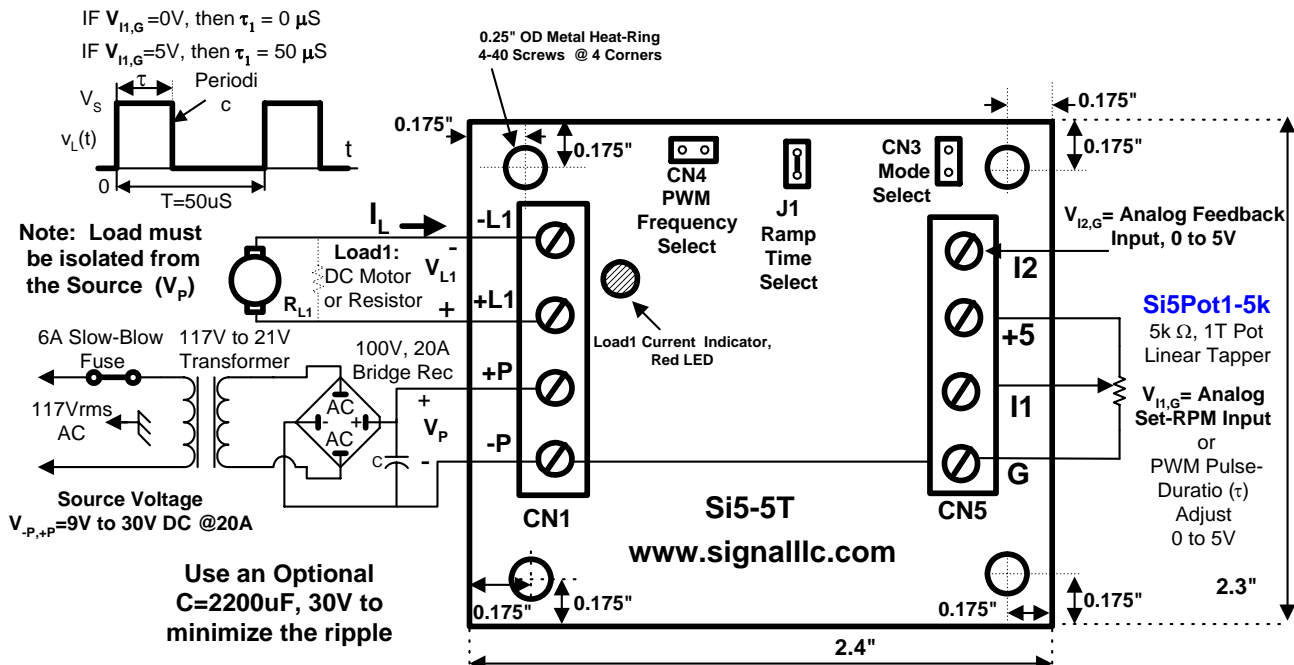 IF V_I1,G =0V, then τ₁ = 0 μS
IF V_I1,G=5V, then τ₁ = 50 μS
τ
Periodi
c
V_S
v_L(t)
t
0
T=50uS
0.25" OD Metal Heat-Ring
4-40 Screws @ 4 Corners
0.175"
0.175"
0.175"
0.175"
CN4
PWM
Frequency
Select
J1
Ramp
Time
Select
CN3
Mode
Select
Note: Load must
be isolated from
the Source (V_P)
I_L
-L1
-
V_L1
+
+L1
Load1:
DC Motor
or Resistor
R_L1
Load1 Current Indicator,
Red LED
I2
+5
I1
G
V_I2,G= Analog Feedback
Input, 0 to 5V
Si5Pot1-5k
5k Ω, 1T Pot
Linear Tapper
V_I1,G= Analog
Set-RPM Input
or
PWM Pulse-
Duratio (τ)
Adjust
0 to 5V
6A Slow-Blow
Fuse
117V to 21V
Transformer
100V, 20A
Bridge Rec
117Vrms
AC
AC
- +
AC
C
+P
+
V_P
-
-P
Source Voltage
V_-P,+P=9V to 30V DC @20A
CN1
Si5-5T
CN5
www.signalllc.com
Use an Optional
C=2200uF, 30V to
minimize the ripple
0.175"
0.175"
0.175"
0.175"
2.3"
2.4"